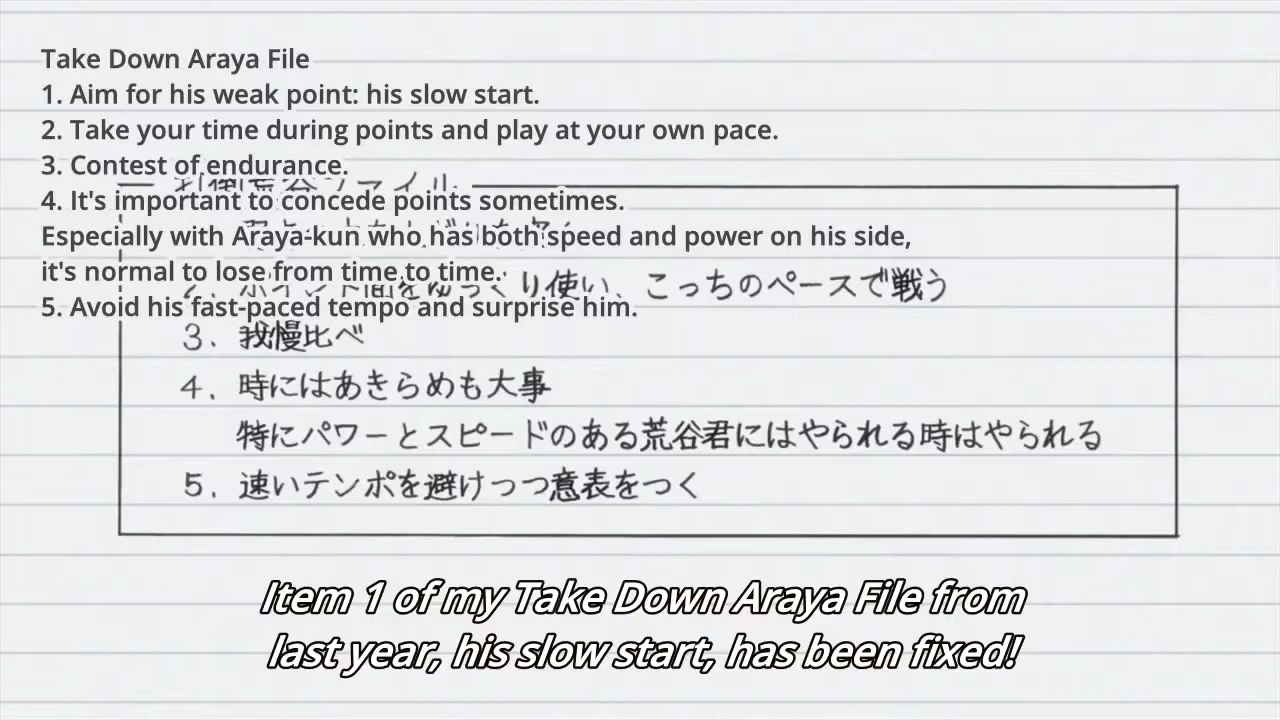 Take Down Araya File
1. Aim for his weak point: his slow start.
2. Take your time during points and play at your own pace.
3. Contest of endurance.
4. It's important to concede points sometimes.
Especially with Araya-kun who has both speed and power on his side,
it's normal to lose from time to time.
5. Avoid his fast-paced tempo and surprise him.
り使い、こっちのペースで戦う
3. 我慢比べ
4. 時にはあきらめも大事
特にパワーとスピードのある荒谷君にはやられる時はやられる
5. 速いテンポを避けつつ意表をつく
Item 1 of my Take Down Araya File from
last year, his slow start, has been fixed!